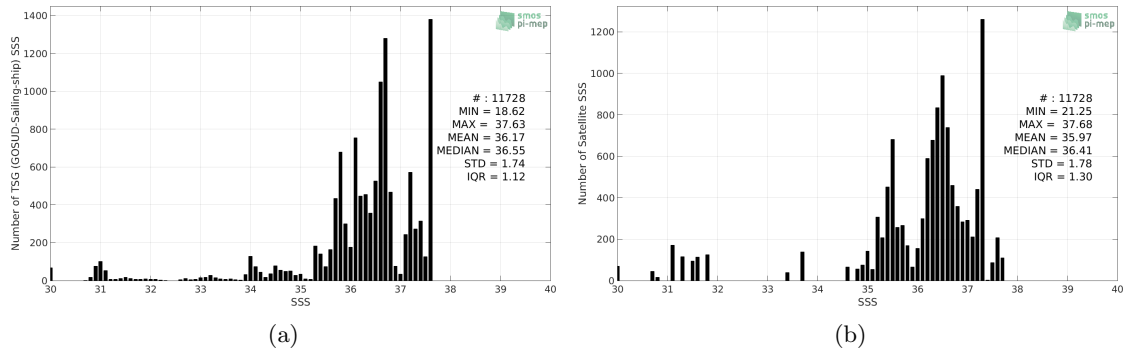 smos
pi-mep
1400
1200
1000
800
600
400
200
0
Number of TSG (GOSUD-Sailing-ship) SSS
# : 11728
MIN = 18.62
MAX = 37.63
MEAN = 36.17
MEDIAN = 36.55
STD = 1.74
IQR = 1.12
30 31 32 33 34 35 36 37 38 39 40
SSS
(a)
smos
pi-mep
1200
1000
800
600
400
200
0
Number of Satellite SSS
# : 11728
MIN = 21.25
MAX = 37.68
MEAN = 35.97
MEDIAN = 36.41
STD = 1.78
IQR = 1.30
30 31 32 33 34 35 36 37 38 39 40
SSS
(b)